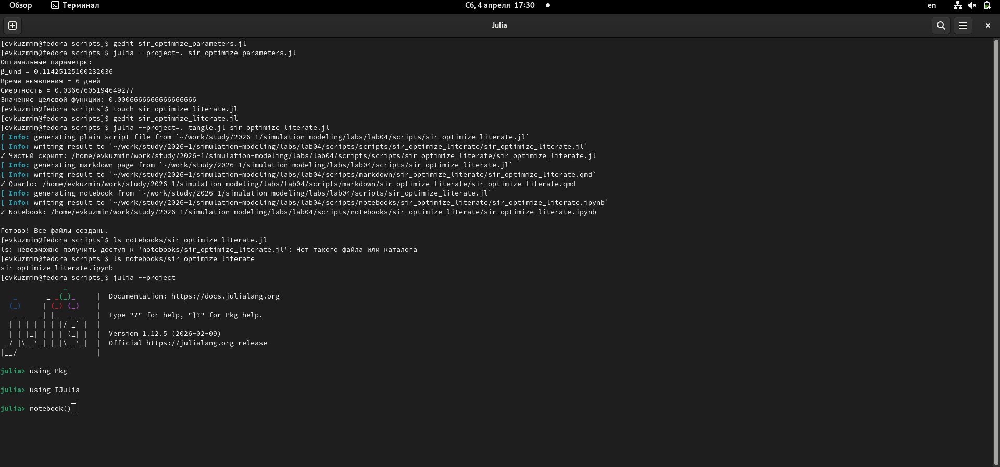 Обзор Терминал Сб, 4 апреля 17:30 en
Julia
[evkuzmin@fedora scripts]$ gedit sir_optimize_parameters.jl
[evkuzmin@fedora scripts]$ julia --project=. sir_optimize_parameters.jl
Оптимальные параметры:
β_und = 0.11425125100232036
Время выявления = 6 дней
Смертность = 0.03667605194649277
Значение целевой функции: 0.0006666666666666666
[evkuzmin@fedora scripts]$ touch sir_optimize_literate.jl
[evkuzmin@fedora scripts]$ gedit sir_optimize_literate.jl
[evkuzmin@fedora scripts]$ julia --project=. tangle.jl sir_optimize_literate.jl
[ Info: generating plain script file from `~/work/study/2026-1/simulation-modeling/labs/lab04/scripts/sir_optimize_literate.jl`
[ Info: writing result to `~/work/study/2026-1/simulation-modeling/labs/lab04/scripts/scripts/sir_optimize_literate/sir_optimize_literate.jl`
✓ Чистый скрипт: /home/evkuzmin/work/study/2026-1/simulation-modeling/labs/lab04/scripts/scripts/sir_optimize_literate/sir_optimize_literate.jl
[ Info: generating markdown page from `~/work/study/2026-1/simulation-modeling/labs/lab04/scripts/sir_optimize_literate.jl`
[ Info: writing result to `~/work/study/2026-1/simulation-modeling/labs/lab04/scripts/markdown/sir_optimize_literate/sir_optimize_literate.qmd`
✓ Quarto: /home/evkuzmin/work/study/2026-1/simulation-modeling/labs/lab04/scripts/markdown/sir_optimize_literate/sir_optimize_literate.qmd
[ Info: generating notebook from `~/work/study/2026-1/simulation-modeling/labs/lab04/scripts/sir_optimize_literate.jl`
[ Info: writing result to `~/work/study/2026-1/simulation-modeling/labs/lab04/scripts/notebooks/sir_optimize_literate/sir_optimize_literate.ipynb`
✓ Notebook: /home/evkuzmin/work/study/2026-1/simulation-modeling/labs/lab04/scripts/notebooks/sir_optimize_literate/sir_optimize_literate.ipynb
Готово! Все файлы созданы.
[evkuzmin@fedora scripts]$ ls notebooks/sir_optimize_literate.jl
ls: невозможно получить доступ к 'notebooks/sir_optimize_literate.jl': Нет такого файла или каталога
[evkuzmin@fedora scripts]$ ls notebooks/sir_optimize_literate
sir_optimize_literate.ipynb
[evkuzmin@fedora scripts]$ julia --project
               _
   _       _ _(_)_     |  Documentation: https://docs.julialang.org
  (_)     | (_) (_)    |
   _ _   _| |_  __ _   |  Type "?" for help, "]?" for Pkg help.
  | | | | | | |/ _` |  |
  | | |_| | | | (_| |  |  Version 1.12.5 (2026-02-09)
 _/ |\__'_|_|_|\__'_|  |  Official https://julialang.org release
|__/                   |
julia> using Pkg
julia> using IJulia
julia> notebook()